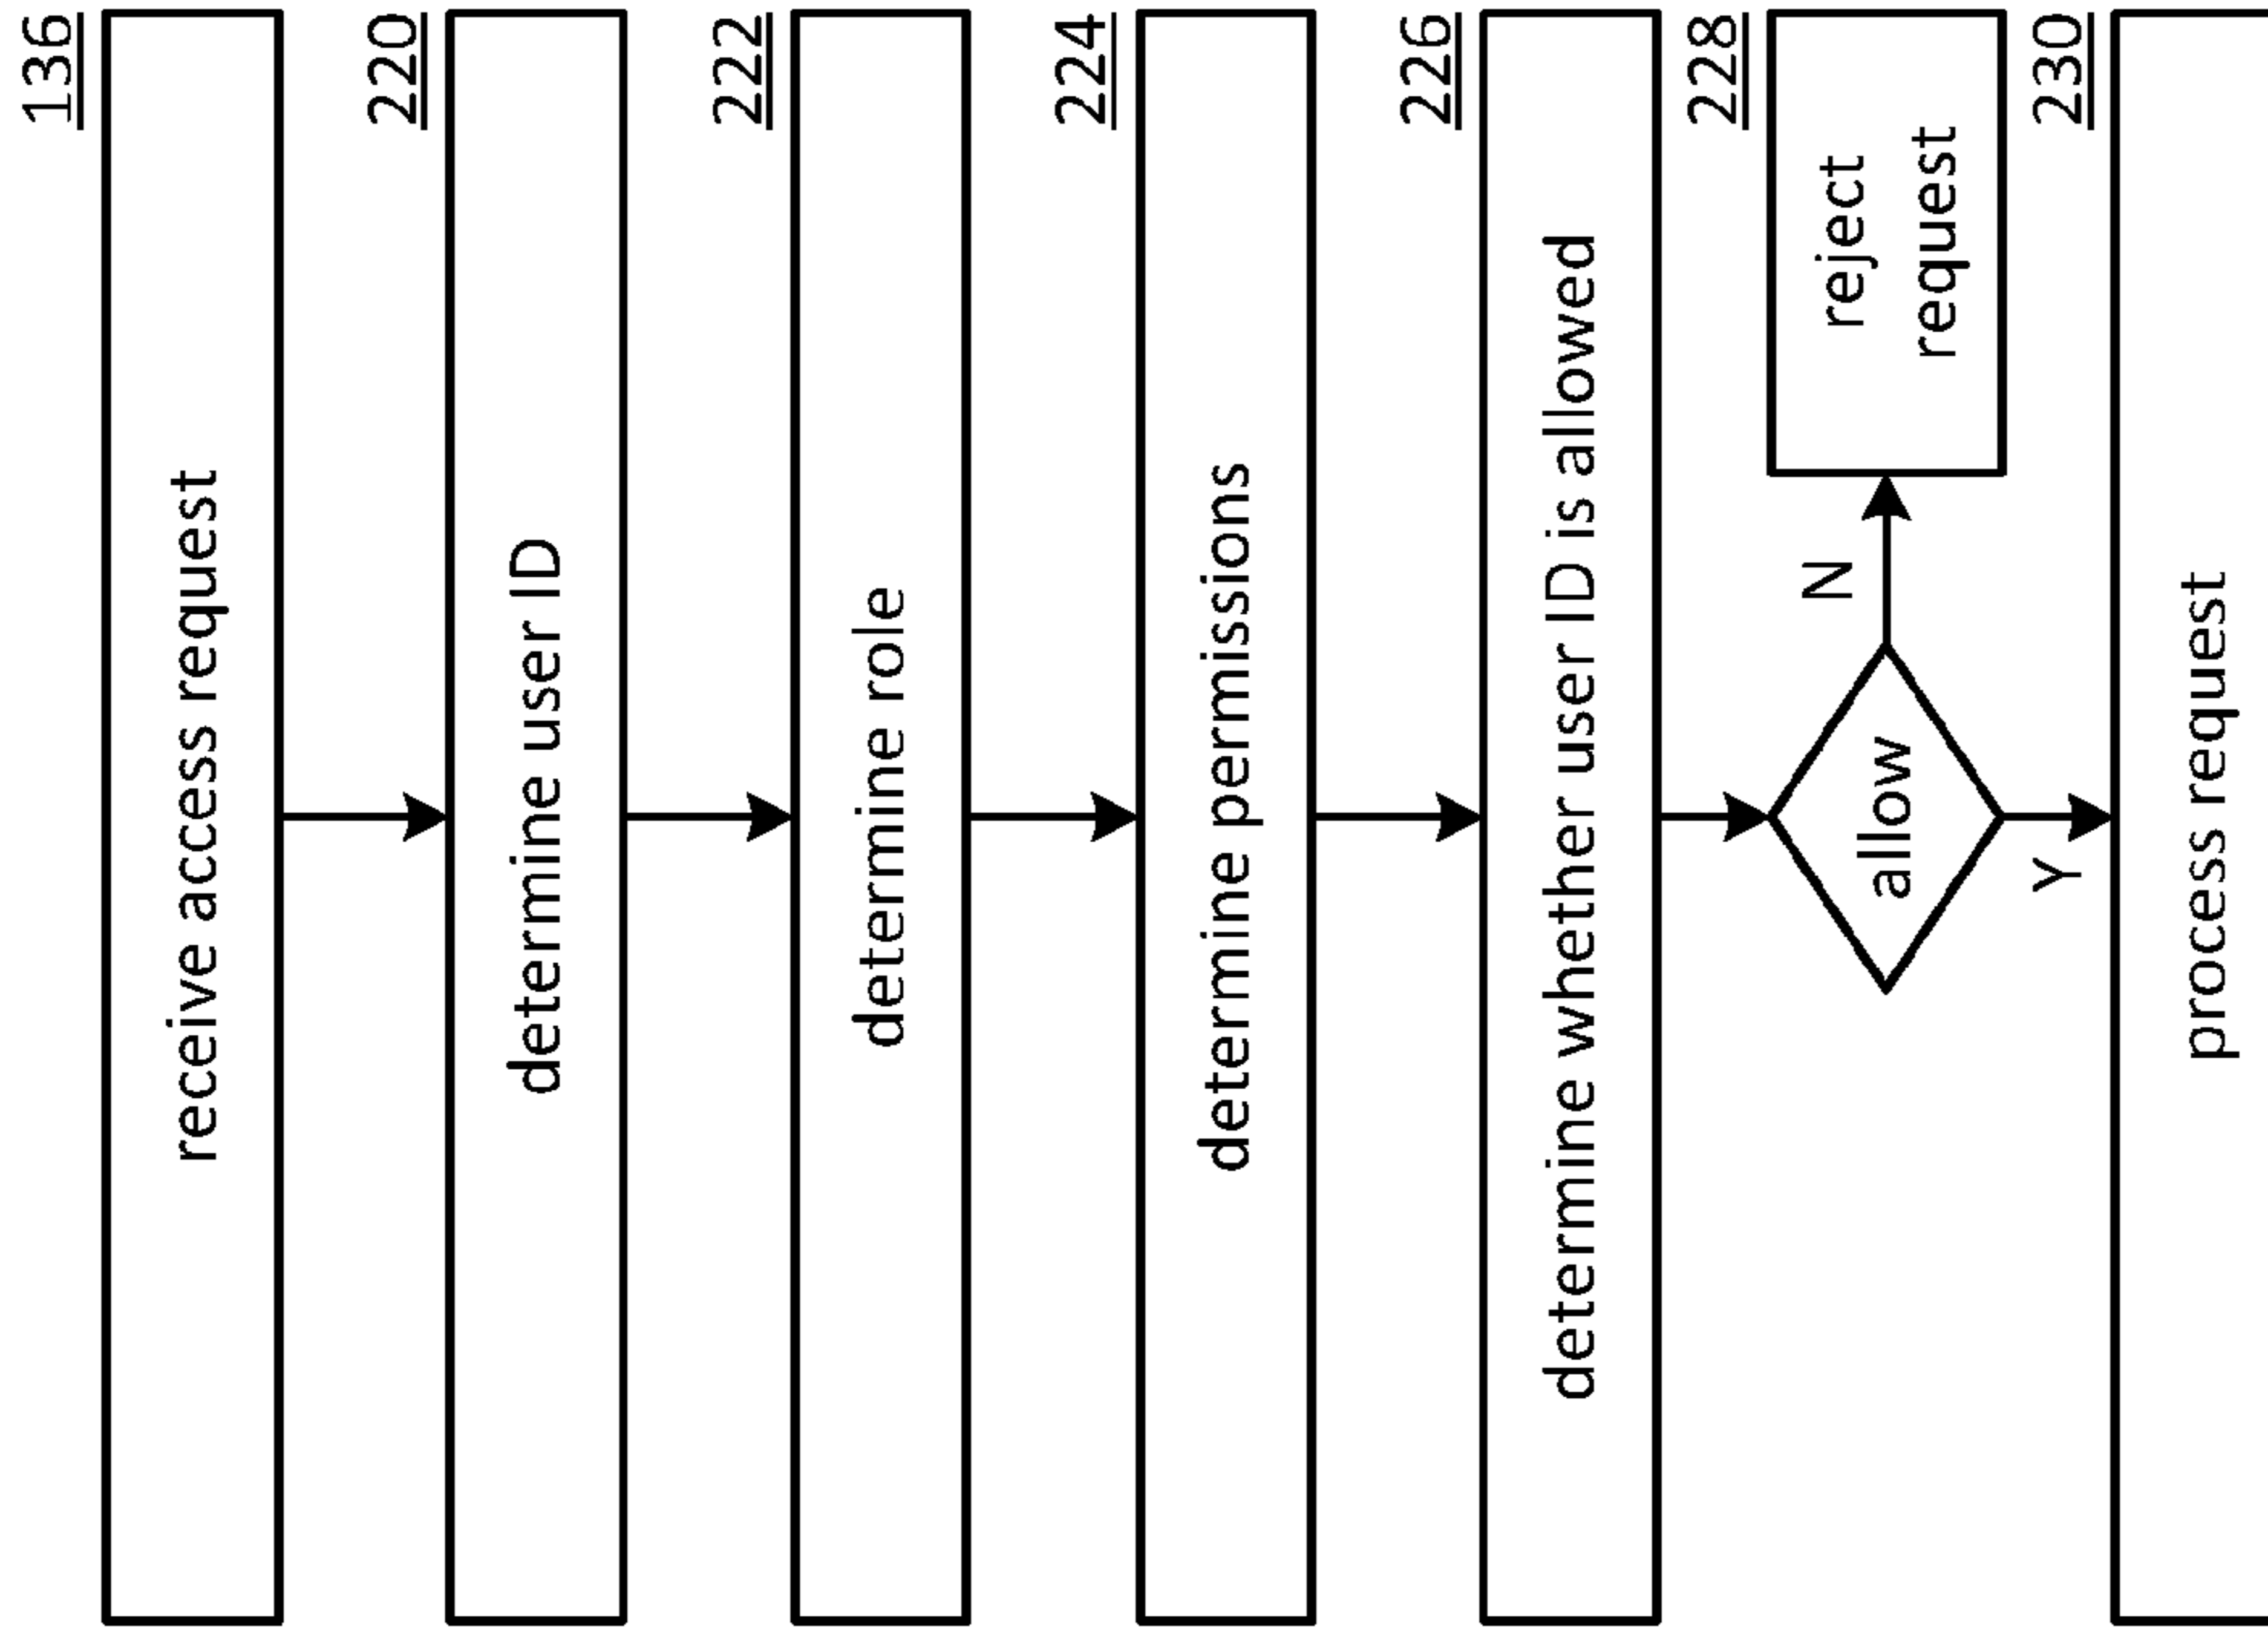 136
receive access request
220
determine user ID
222
determine role
224
determine permissions
226
determine whether user ID is allowed
228
allow
N
reject
request
Y
230
process request